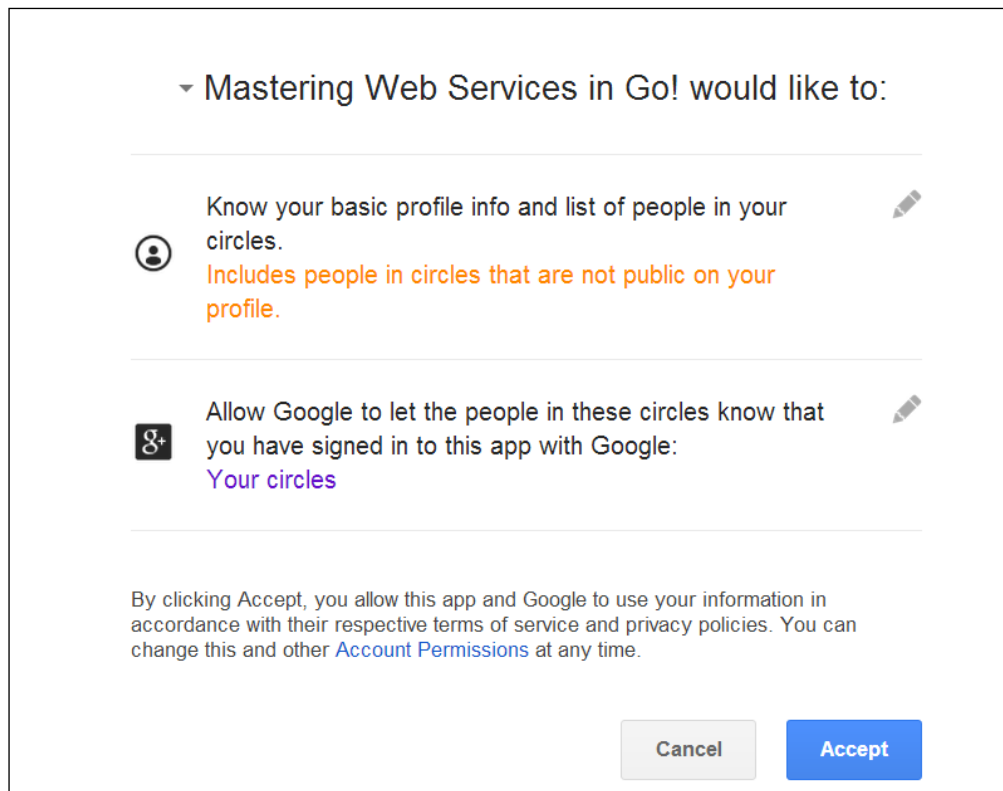 Mastering Web Services in Go! would like to:
Know your basic profile info and list of people in your
circles.
Includes people in circles that are not public on your
profile.
g+
Allow Google to let the people in these circles know that
you have signed in to this app with Google:
Your circles
By clicking Accept, you allow this app and Google to use your information in
accordance with their respective terms of service and privacy policies. You can
change this and other Account Permissions at any time.
Cancel Accept